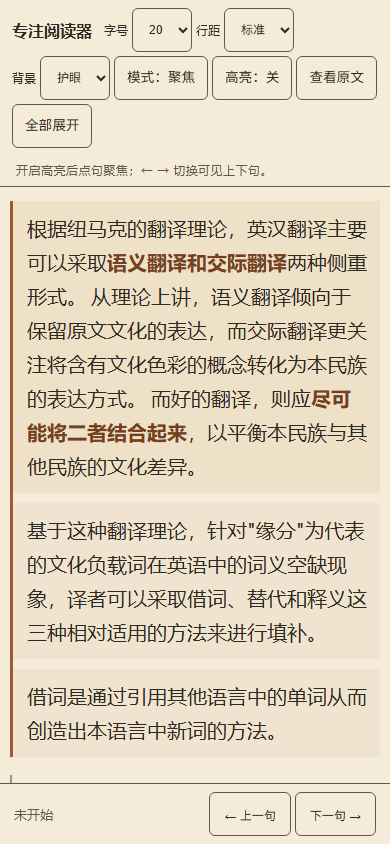 专注阅读器 字号 20 行距 标准
背景 护眼 模式：聚焦 高亮：关 查看原文
全部展开
开启高亮后点句聚焦；← → 切换可见上下句。
根据纽马克的翻译理论，英汉翻译主要
可以采取语义翻译和交际翻译两种侧重
形式。 从理论上讲，语义翻译倾向于
保留原文文化的表达，而交际翻译更关
注将含有文化色彩的概念转化为本民族
的表达方式。 而好的翻译，则应尽可
能将二者结合起来，以平衡本民族与其
他民族的文化差异。
基于这种翻译理论，针对"缘分"为代表
的文化负载词在英语中的词义空缺现
象，译者可以采取借词、替代和释义这
三种相对适用的方法来进行填补。
借词是通过引用其他语言中的单词从而
创造出本语言中新词的方法。
未开始 ← 上一句 下一句 →